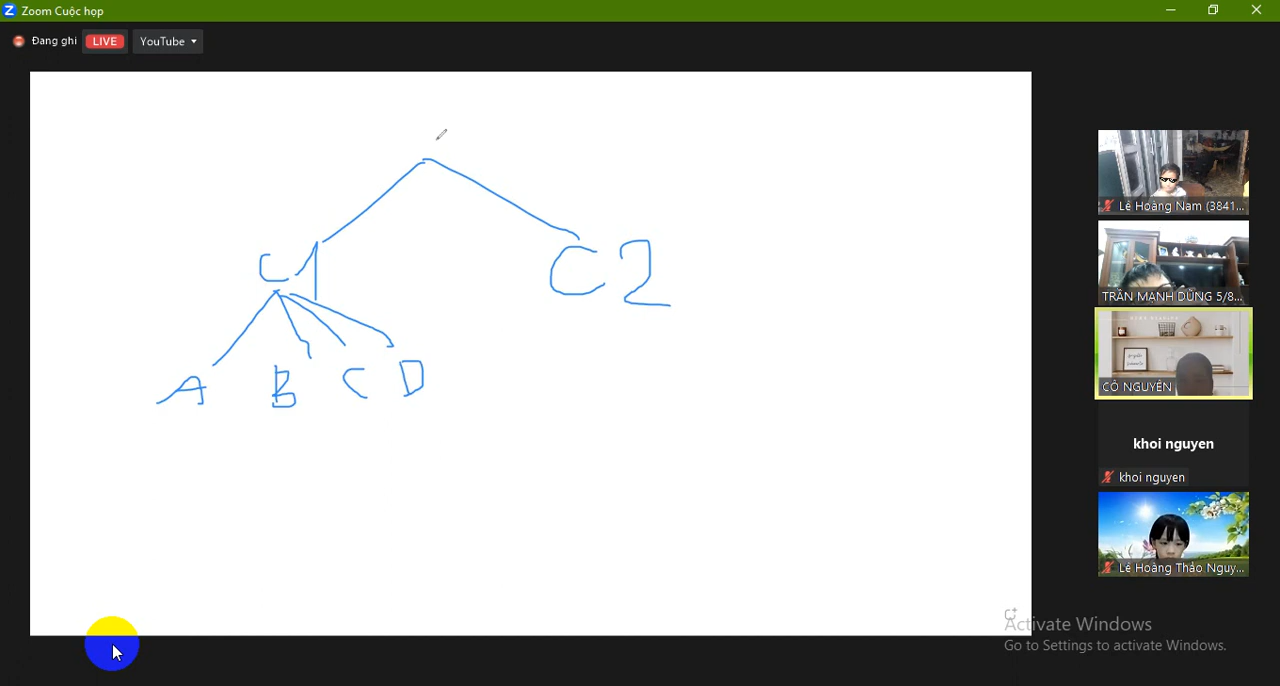 Zoom Cuộc họp
Đang ghi LIVE YouTube
C1 C2
A B C D
Lê Hoàng Nam (3841...
TRẦN MẠNH DŨNG 5/8...
CÔ NGUYÊN
khoi nguyen
khoi nguyen
Lê Hoàng Thảo Nguy...
Activate Windows
Go to Settings to activate Windows.